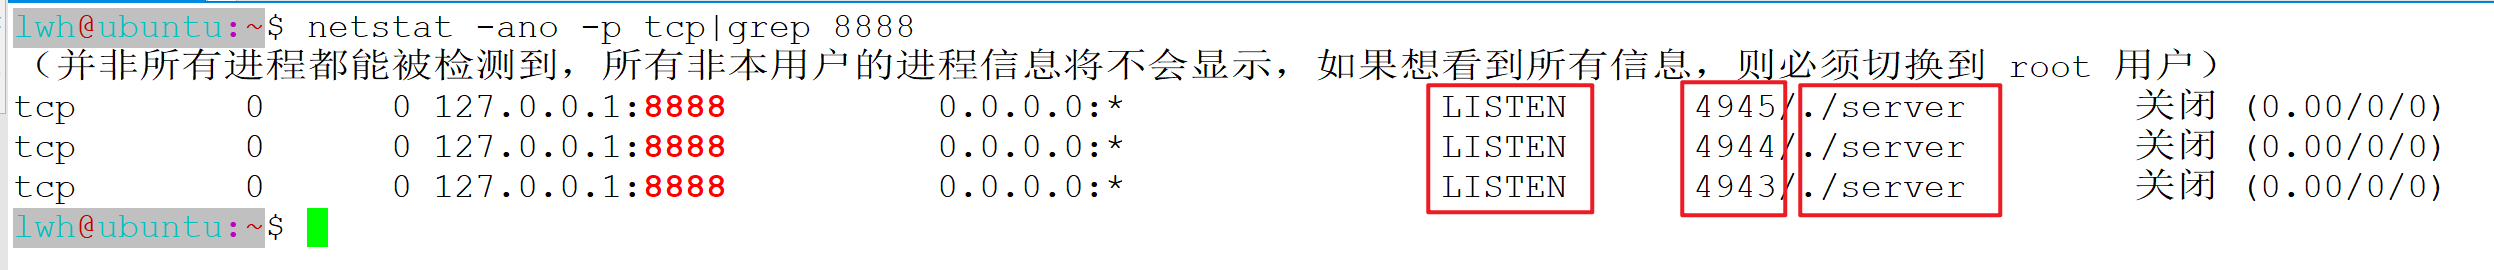 lwh@ubuntu:~$ netstat -ano -p tcp|grep 8888
（并非所有进程都能被检测到，所有非本用户的进程信息将不会显示，如果想看到所有信息，则必须切换到 root 用户）
tcp 0 0 127.0.0.1:8888 0.0.0.0:* LISTEN 4945/./server 关闭 (0.00/0/0)
tcp 0 0 127.0.0.1:8888 0.0.0.0:* LISTEN 4944/./server 关闭 (0.00/0/0)
tcp 0 0 127.0.0.1:8888 0.0.0.0:* LISTEN 4943/./server 关闭 (0.00/0/0)
lwh@ubuntu:~$